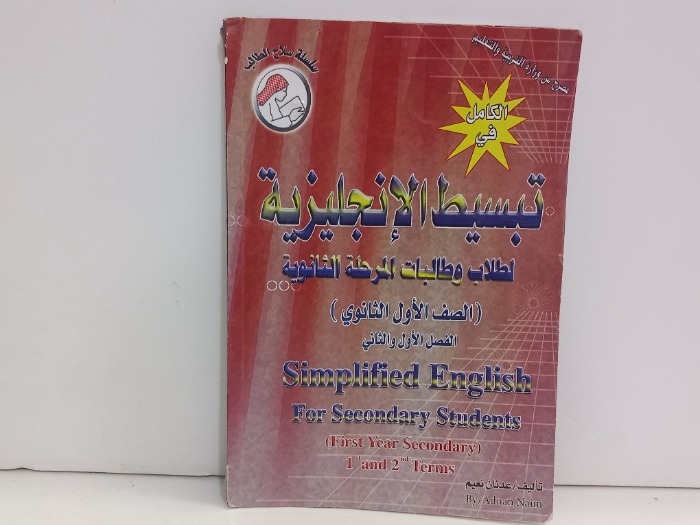 سلسلة سلاح الطالب
مصرح من وزارة التربية والتعليم
الكامل
في
تبسيط الإنجليزية
لطلاب وطالبات المرحلة الثانوية
(الصف الأول الثانوي)
الفصل الأول والثاني
Simplified English
For Secondary Students
(First Year Secondary)
1st and 2nd Terms
تأليف/عدنان نعيم
By/Adnan Naim